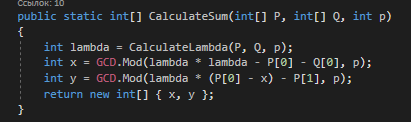 Ссылок: 10
public static int[] CalculateSum(int[] P, int[] Q, int p)
{
int lambda = CalculateLambda(P, Q, p);
int x = GCD.Mod(lambda * lambda - P[0] - Q[0], p);
int y = GCD.Mod(lambda * (P[0] - x) - P[1], p);
return new int[] { x, y };
}